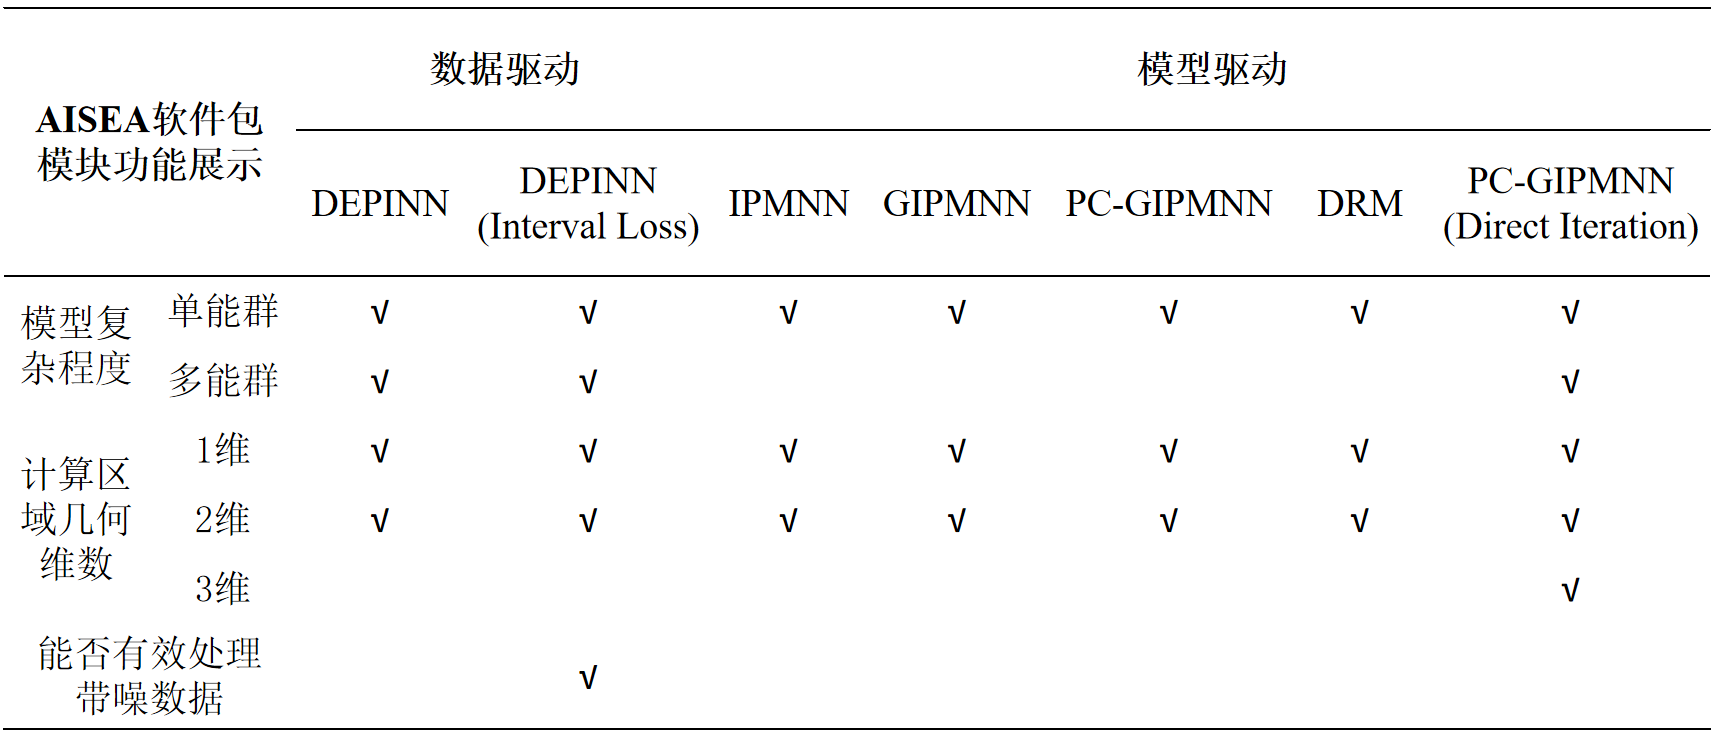 AISEA软件包
模块功能展示
数据驱动
模型驱动
DEPINN
DEPINN
(Interval Loss)
IPMNN
GIPMNN
PC-GIPMNN
DRM
PC-GIPMNN
(Direct Iteration)
模型复
杂程度
单能群 √ √ √ √ √ √ √
多能群 √ √ √
计算区
域几何
维数
1维 √ √ √ √ √ √ √
2维 √ √ √ √ √ √ √
3维 √
能否有效处理
带噪数据
√